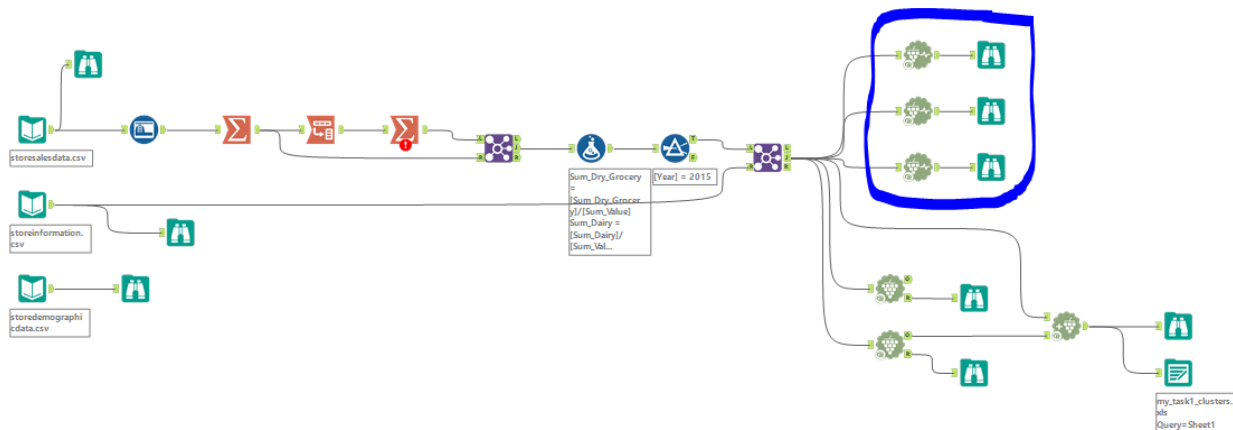 storesalesdata.csv
storeinformation.
csv
storedemographi
cdata.csv
Sum_Dry_Grocery
=
[Sum_Dry_Grocer
y]/[Sum_Value]
Sum_Dairy =
[Sum_Dairy]/
[Sum_Val...
[Year] = 2015
L
J
R
L
R
T
F
L
J
R
L
R
O
R
O
R
my_task1_clusters.
xls
Query=Sheet1